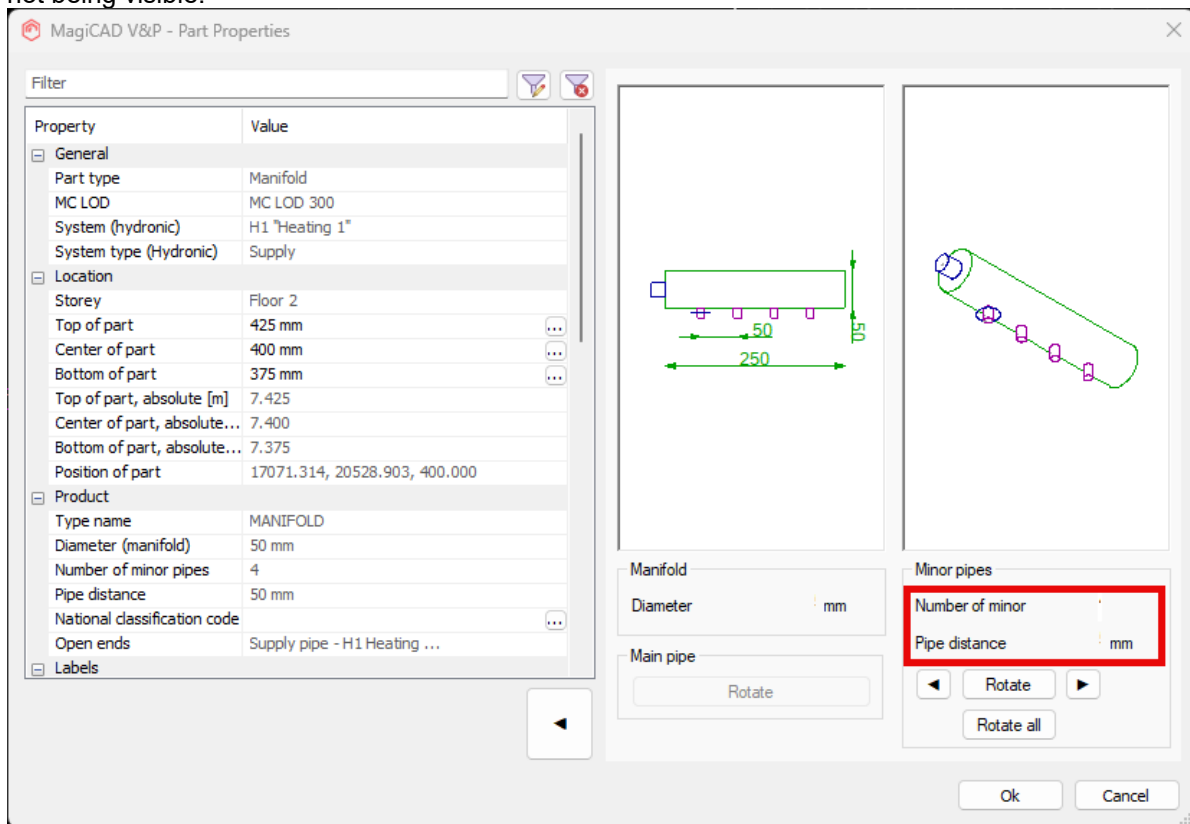 not being visible.
MagiCAD V&P - Part Properties
Filter
Property Value
General
Part type Manifold
MC LOD MC LOD 300
System (hydronic) H1 "Heating 1"
System type (Hydronic) Supply
Location
Storey Floor 2
Top of part 425 mm ...
Center of part 400 mm ...
Bottom of part 375 mm ...
Top of part, absolute [m] 7.425
Center of part, absolute... 7.400
Bottom of part, absolute... 7.375
Position of part 17071.314, 20528.903, 400.000
Product
Type name MANIFOLD
Diameter (manifold) 50 mm
Number of minor pipes 4
Pipe distance 50 mm
National classification code ...
Open ends Supply pipe - H1 Heating ...
Labels
50
50
250
Manifold
Diameter mm
Main pipe
Rotate
Minor pipes
Number of minor
Pipe distance mm
◄ Rotate ►
Rotate all
◄
Ok Cancel